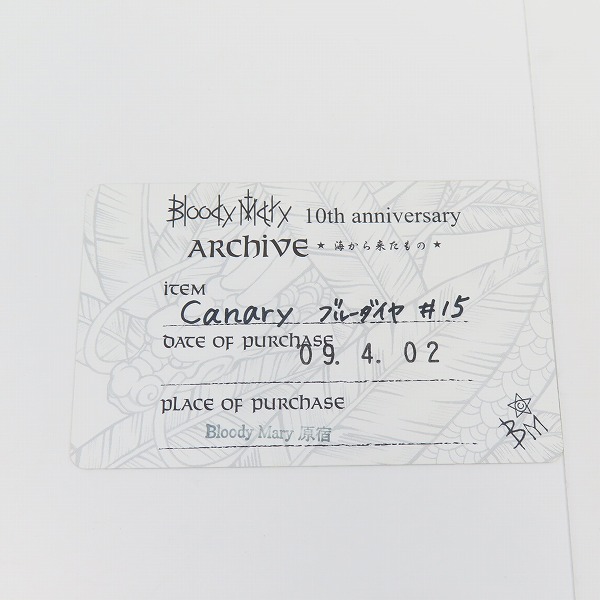 Bloody Mary 10th anniversary
ARCHIVE ★ 海から来たもの ★
ITEM
Canary ブルーダイヤ #15
DATE OF PURCHASE
09. 4. 02
PLACE OF PURCHASE
Bloody Mary 原宿
C
BM